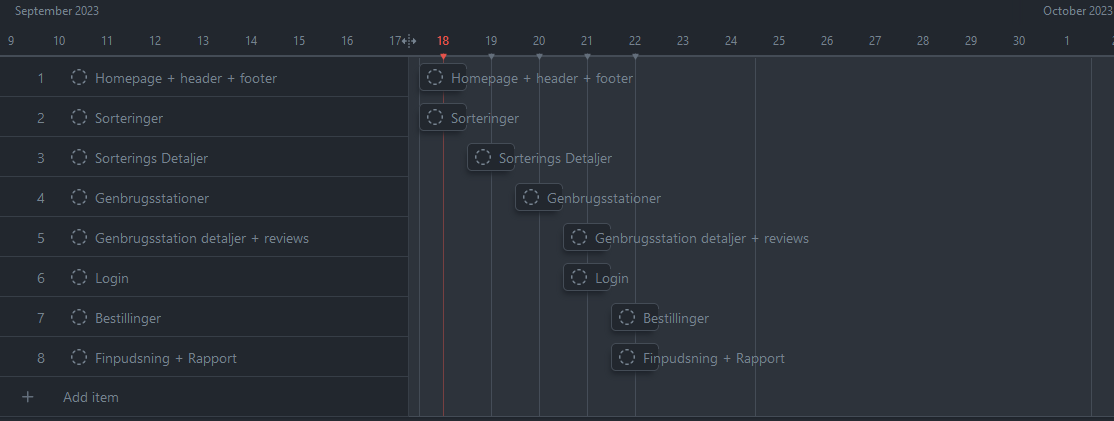 September 2023 October 2023
9 10 11 12 13 14 15 16 17 18 19 20 21 22 23 24 25 26 27 28 29 30 1
1 Homepage + header + footer Homepage + header + footer
2 Sorteringer Sorteringer
3 Sorterings Detaljer Sorterings Detaljer
4 Genbrugsstationer Genbrugsstationer
5 Genbrugsstation detaljer + reviews Genbrugsstation detaljer + reviews
6 Login Login
7 Bestillinger Bestillinger
8 Finpudsning + Rapport Finpudsning + Rapport
+ Add item